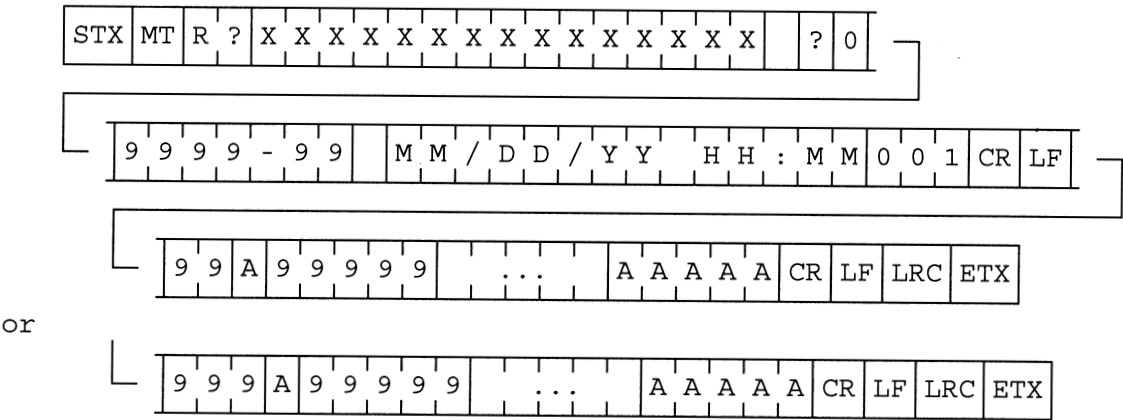 STX MT R ? X X X X X X X X X X X X X X X ? 0
9 9 9 9 - 9 9 M M / D D / Y Y H H : M M 0 0 1 CR LF
9 9 A 9 9 9 9 9 ... A A A A A CR LF LRC ETX
or
9 9 9 A 9 9 9 9 9 ... A A A A A CR LF LRC ETX